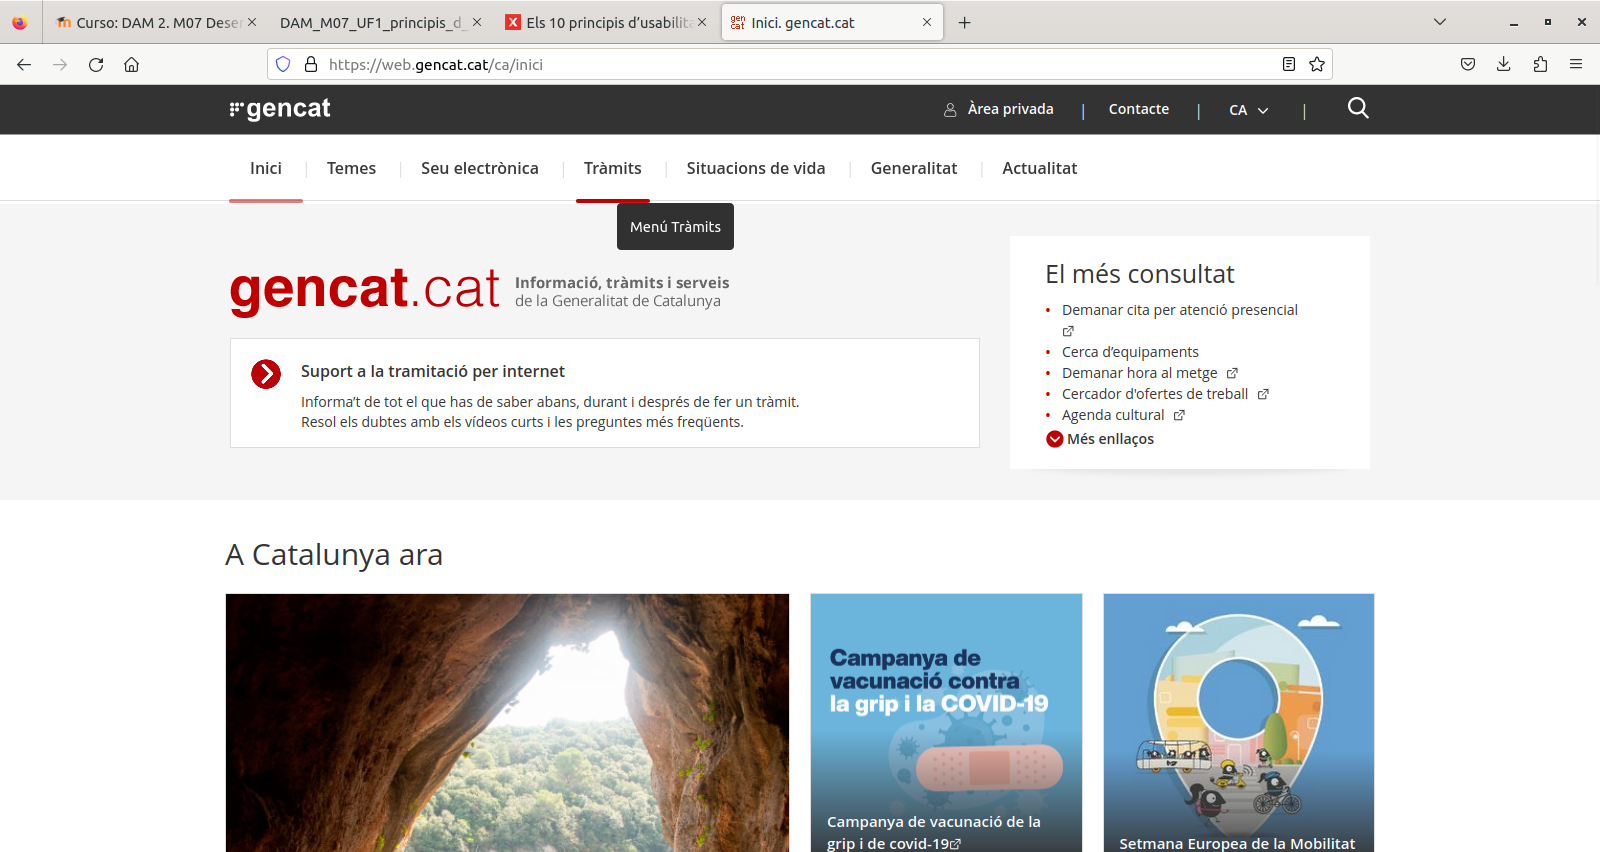 Curso: DAM 2. M07 Deser
DAM_M07_UF1_principis_d_
Els 10 principis d'usabilita
Inici. gencat.cat
https://web.gencat.cat/ca/inici
gencat
Àrea privada
Contacte
CA
Inici
Temes
Seu electrònica
Tràmits
Situacions de vida
Generalitat
Actualitat
Menú Tràmits
gencat.cat
Informació, tràmits i serveis
de la Generalitat de Catalunya
Suport a la tramitació per internet
Informa't de tot el que has de saber abans, durant i després de fer un tràmit.
Resol els dubtes amb els vídeos curts i les preguntes més freqüents.
El més consultat
Demanar cita per atenció presencial
Cerca d'equipaments
Demanar hora al metge
Cercador d'ofertes de treball
Agenda cultural
Més enllaços
A Catalunya ara
Campanya de
vacunació contra
la grip i la COVID-19
Campanya de vacunació de la
grip i de covid-19
Setmana Europea de la Mobilitat